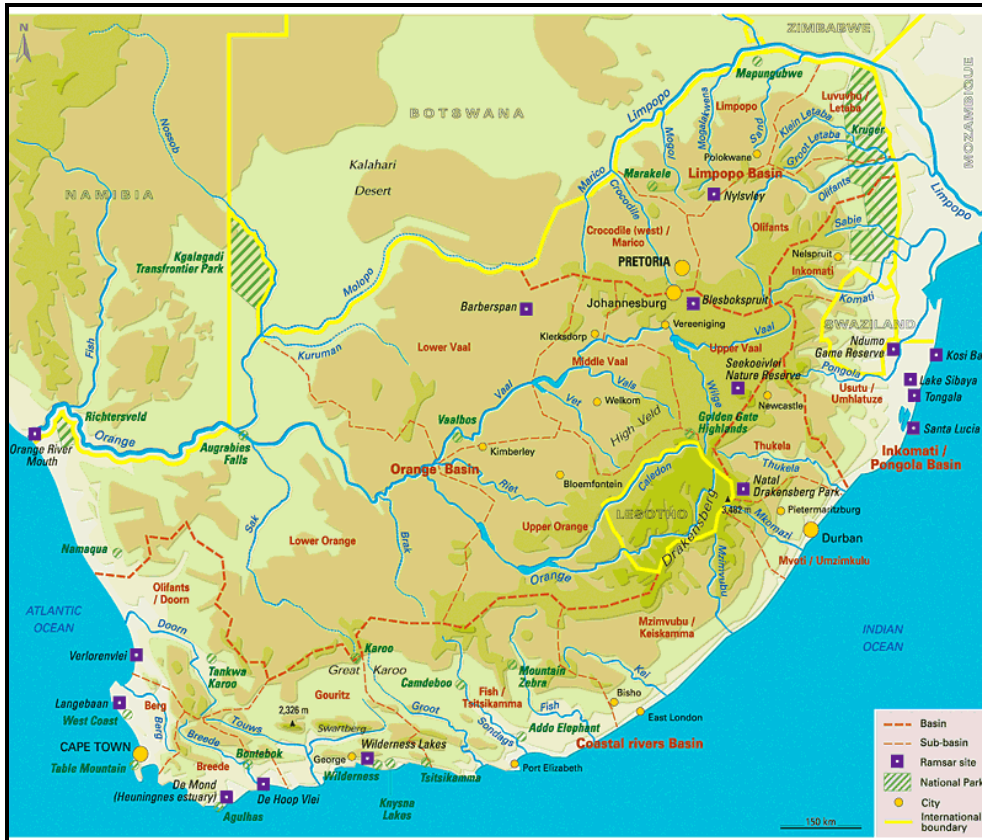 N
ZIMBABWE
MOZAMBIQUE
Limpopo
Mapungubwe
Luvuvhu /
Letaba
Limpopo
Nossob
BOTSWANA
Mogol
Mogalakwena
Sand
Klein Letaba
Groot Letaba
Kruger
Polokwane
Kalahari
Desert
Marico
Crocodile
Marakele
Limpopo Basin
Nylsvley
Olifants
Limpopo
NAMIBIA
Sabie
Kgalagadi
Transfrontier Park
Crocodile (west) /
Marico
Olifants
Nelspruit
Inkomati
PRETORIA
Molopo
Johannesburg
Blesbokspruit
Komati
Barberspan
Vereeniging
SWAZILAND
Fish
Klerksdorp
Vaal
Kuruman
Lower Vaal
Middle Vaal
Upper Vaal
Ndumo
Game Reserve
Kosi Ba
Seekoeivlei
Nature Reserve
Pongola
Lake Sibaya
Vaal
Vals
Wilge
Usutu /
Umhlatuze
Tongala
Richtersveld
Vaalbos
Vet
Welkom
Newcastle
High Veld
Golden Gate
Highlands
Santa Lucia
Orange
Orange River
Mouth
Augrabies
Falls
Kimberley
Thukela
Inkomati /
Pongola Basin
Orange Basin
Riet
Bloemfontein
Caledon
Thukela
Natal
Drakensberg Park
3,482 m
Pietermaritzburg
Sak
LESOTHO
Drakensberg
Mkomazi
Durban
Upper Orange
Lower Orange
Brak
Namaqua
Orange
Mzimvubu
Mvoti / Umzimkulu
Olifants
/ Doorn
ATLANTIC
OCEAN
Doorn
Mzimvubu /
Keiskamma
INDIAN
OCEAN
Verlorenvlei
Tankwa
Karoo
Karoo
Great Karoo
Camdeboo
Mountain
Zebra
Kei
Langebaan
Berg
West Coast
Berg
Gouritz
2,326 m
Groot
Fish /
Tsitsikamma
Bisho
Fish
East London
Touws
Swartberg
Sondags
Addo Elephant
CAPE TOWN
Breede
Bontebok
Wilderness Lakes
George
Coastal rivers Basin
Table Mountain
Breede
Wilderness
Tsitsikamma
Port Elizabeth
De Mond
(Heuningnes estuary)
De Hoop Vlei
Knysna
Lakes
Agulhas
Basin
Sub-basin
Ramsar site
National Park
City
International
boundary
150 km